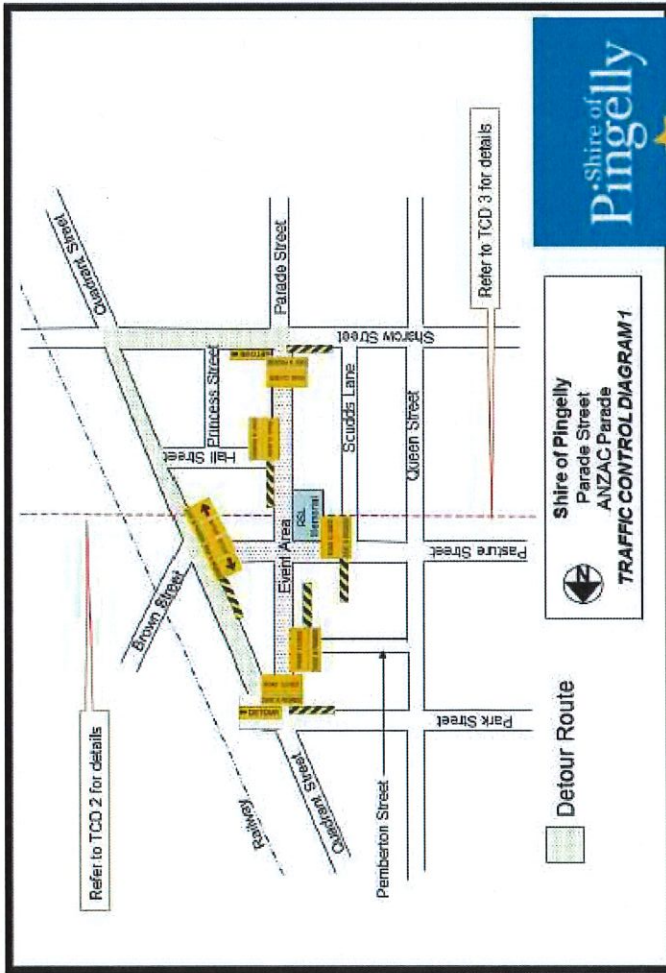 Refer to TCD 2 for details
Quadrant Street
Parade Street
Refer to TCD 3 for details
Princess Street
Sharow Street
Hall Street
Scudds Lane
Queen Street
RSL
Memorial
Event Area
Brown Street
Pasture Street
DETOUR
DETOUR
Railway
Quadrant Street
Park Street
Pemberton Street
Detour Route
N
Shire of Pingelly
Parade Street
ANZAC Parade
TRAFFIC CONTROL DIAGRAM 1
Shire of
Pingelly